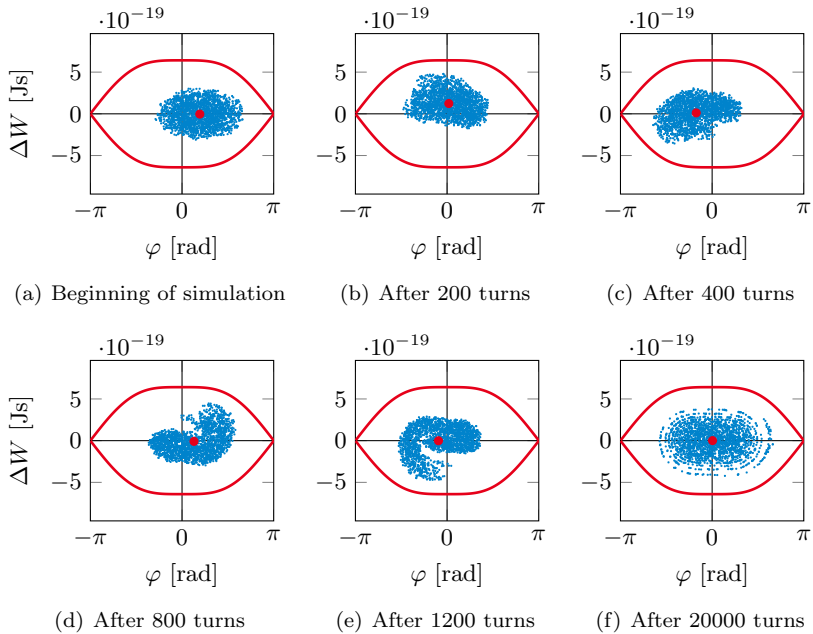 ·10−19 ·10−19 ·10−19
ΔW [Js]
5
0
−5
−π 0 π
φ [rad]
5
0
−5
−π 0 π
φ [rad]
5
0
−5
−π 0 π
φ [rad]
(a) Beginning of simulation (b) After 200 turns (c) After 400 turns
·10−19 ·10−19 ·10−19
ΔW [Js]
5
0
−5
−π 0 π
φ [rad]
5
0
−5
−π 0 π
φ [rad]
5
0
−5
−π 0 π
φ [rad]
(d) After 800 turns (e) After 1200 turns (f) After 20000 turns